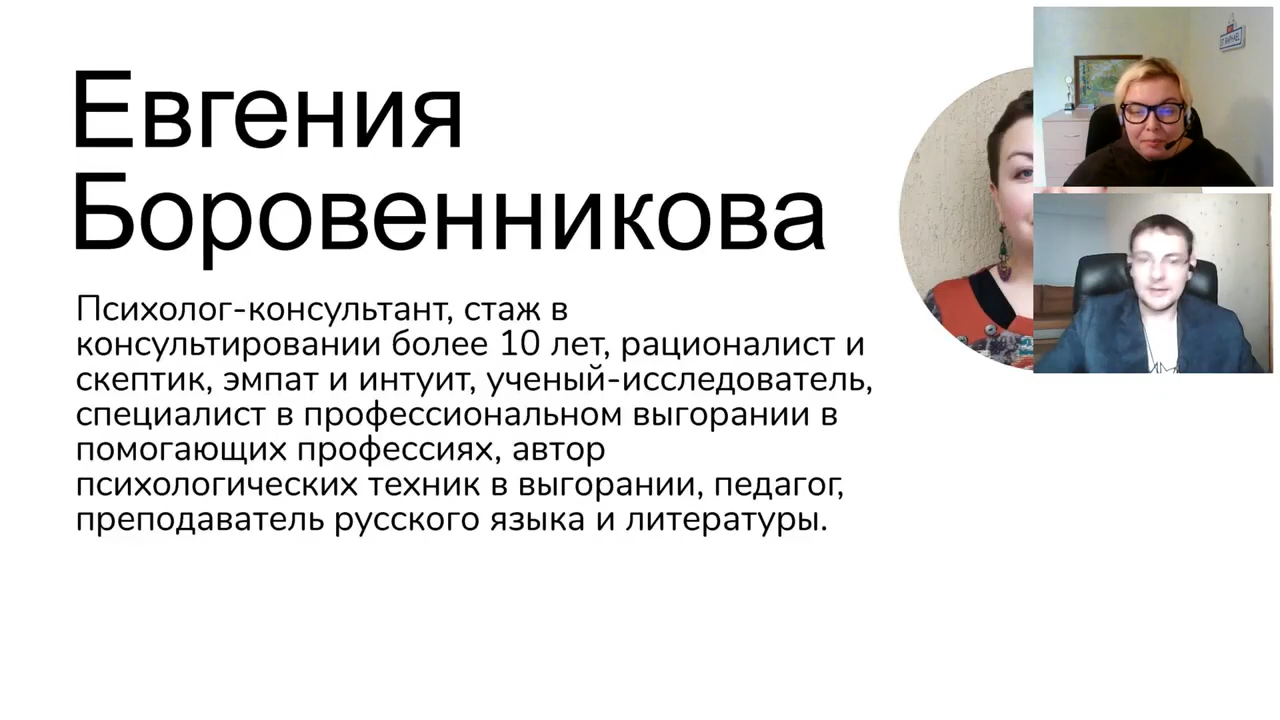 Евгения
Боровенникова
Психолог-консультант, стаж в
консультировании более 10 лет, рационалист и
скептик, эмпат и интуит, ученый-исследователь,
специалист в профессиональном выгорании в
помогающих профессиях, автор
психологических техник в выгорании, педагог,
преподаватель русского языка и литературы.